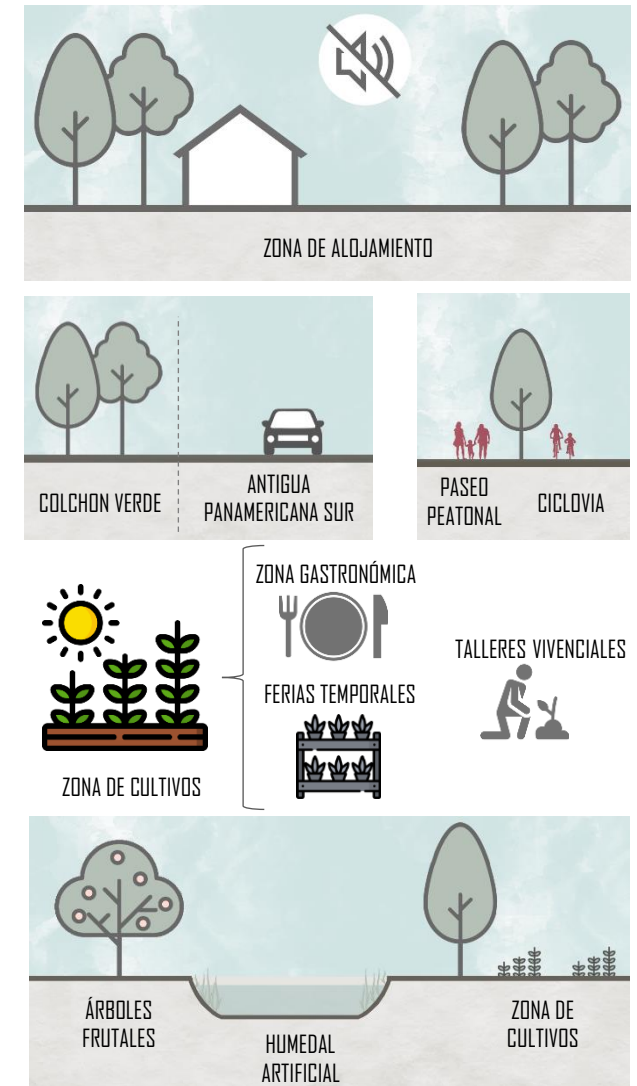 ZONA DE ALOJAMIENTO
COLCHON VERDE
ANTIGUA
PANAMERICANA SUR
PASEO
PEATONAL
CICLOVIA
ZONA GASTRONÓMICA
FERIAS TEMPORALES
TALLERES VIVENCIALES
ZONA DE CULTIVOS
ÁRBOLES
FRUTALES
HUMEDAL
ARTIFICIAL
ZONA DE
CULTIVOS